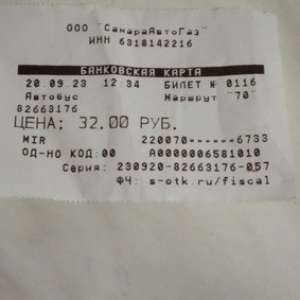 ООО "СамараАвтоГаз"
ИНН 6318142216
БАНКОВСКАЯ КАРТА
20.09.23 12:34 БИЛЕТ № 0116
Автобус Маршрут "70"
82663176
ЦЕНА: 32.00 РУБ.
MIR 220070------6733
ОД-НО КОД:00 A0000006581010
Серия: 230920-82663176-057
ФЧ: s-otk.ru/fiscal